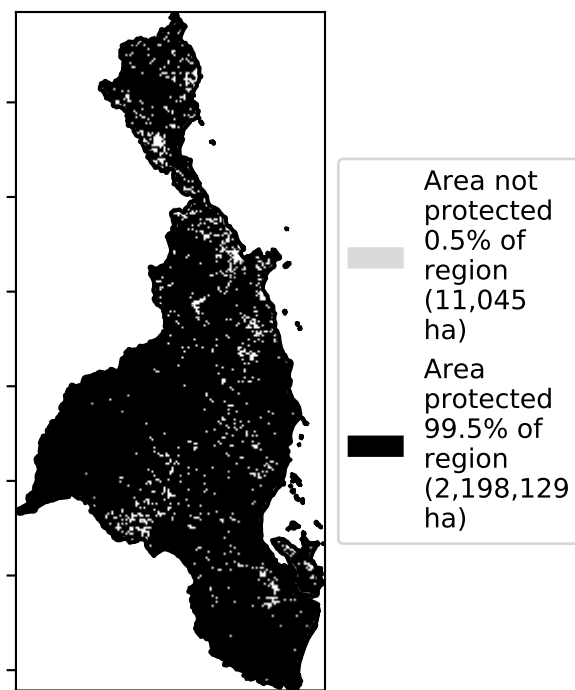 Area not
protected
0.5% of
region
(11,045
ha)
Area
protected
99.5% of
region
(2,198,129
ha)